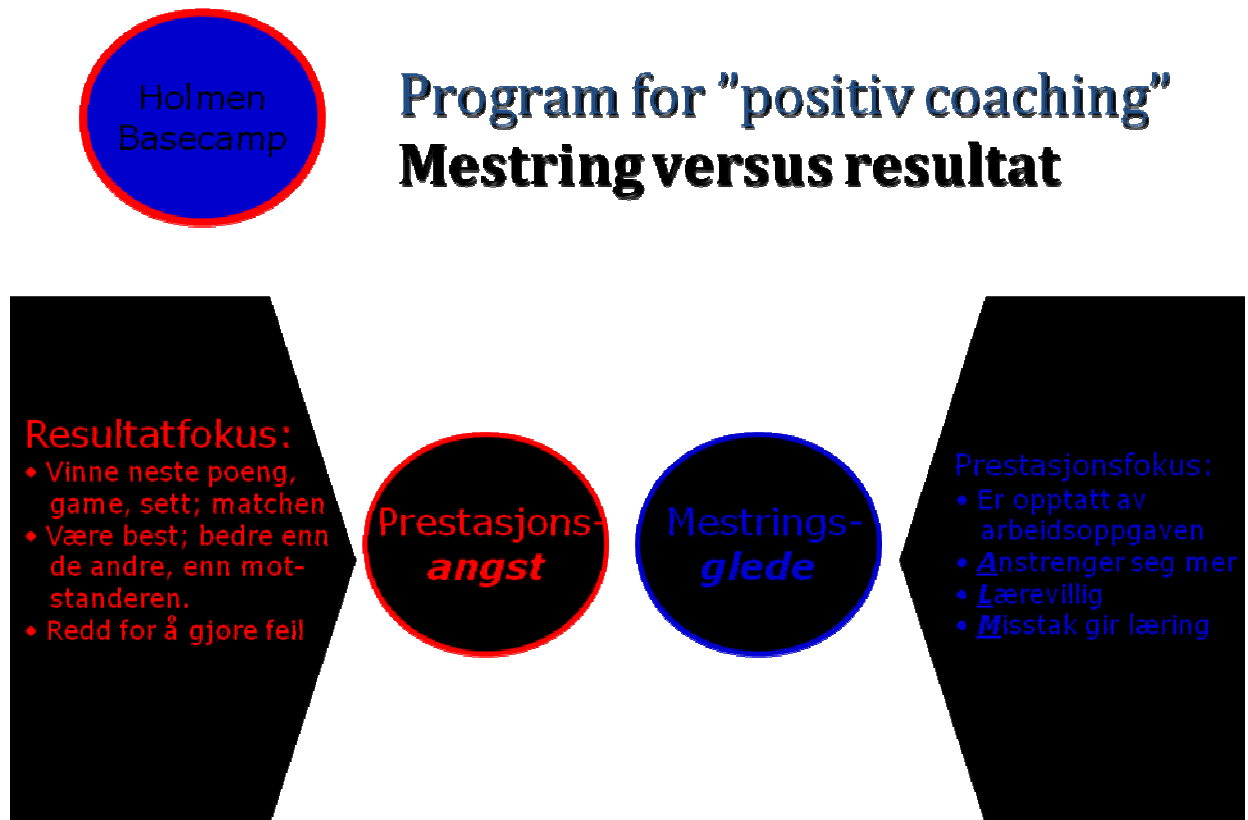 Holmen
Basecamp
Program for ”positiv coaching”
Mestring versus resultat
Resultatfokus:
• Vinne neste poeng,
game, sett; matchen
• Være best; bedre enn
de andre, enn mot-
standeren.
• Redd for å gjøre feil
Prestasjons-
angst
Mestrings-
glede
Prestasjonsfokus:
• Er opptatt av
arbeidsoppgaven
• Anstrenger seg mer
• Lærevillig
• Misstak gir læring